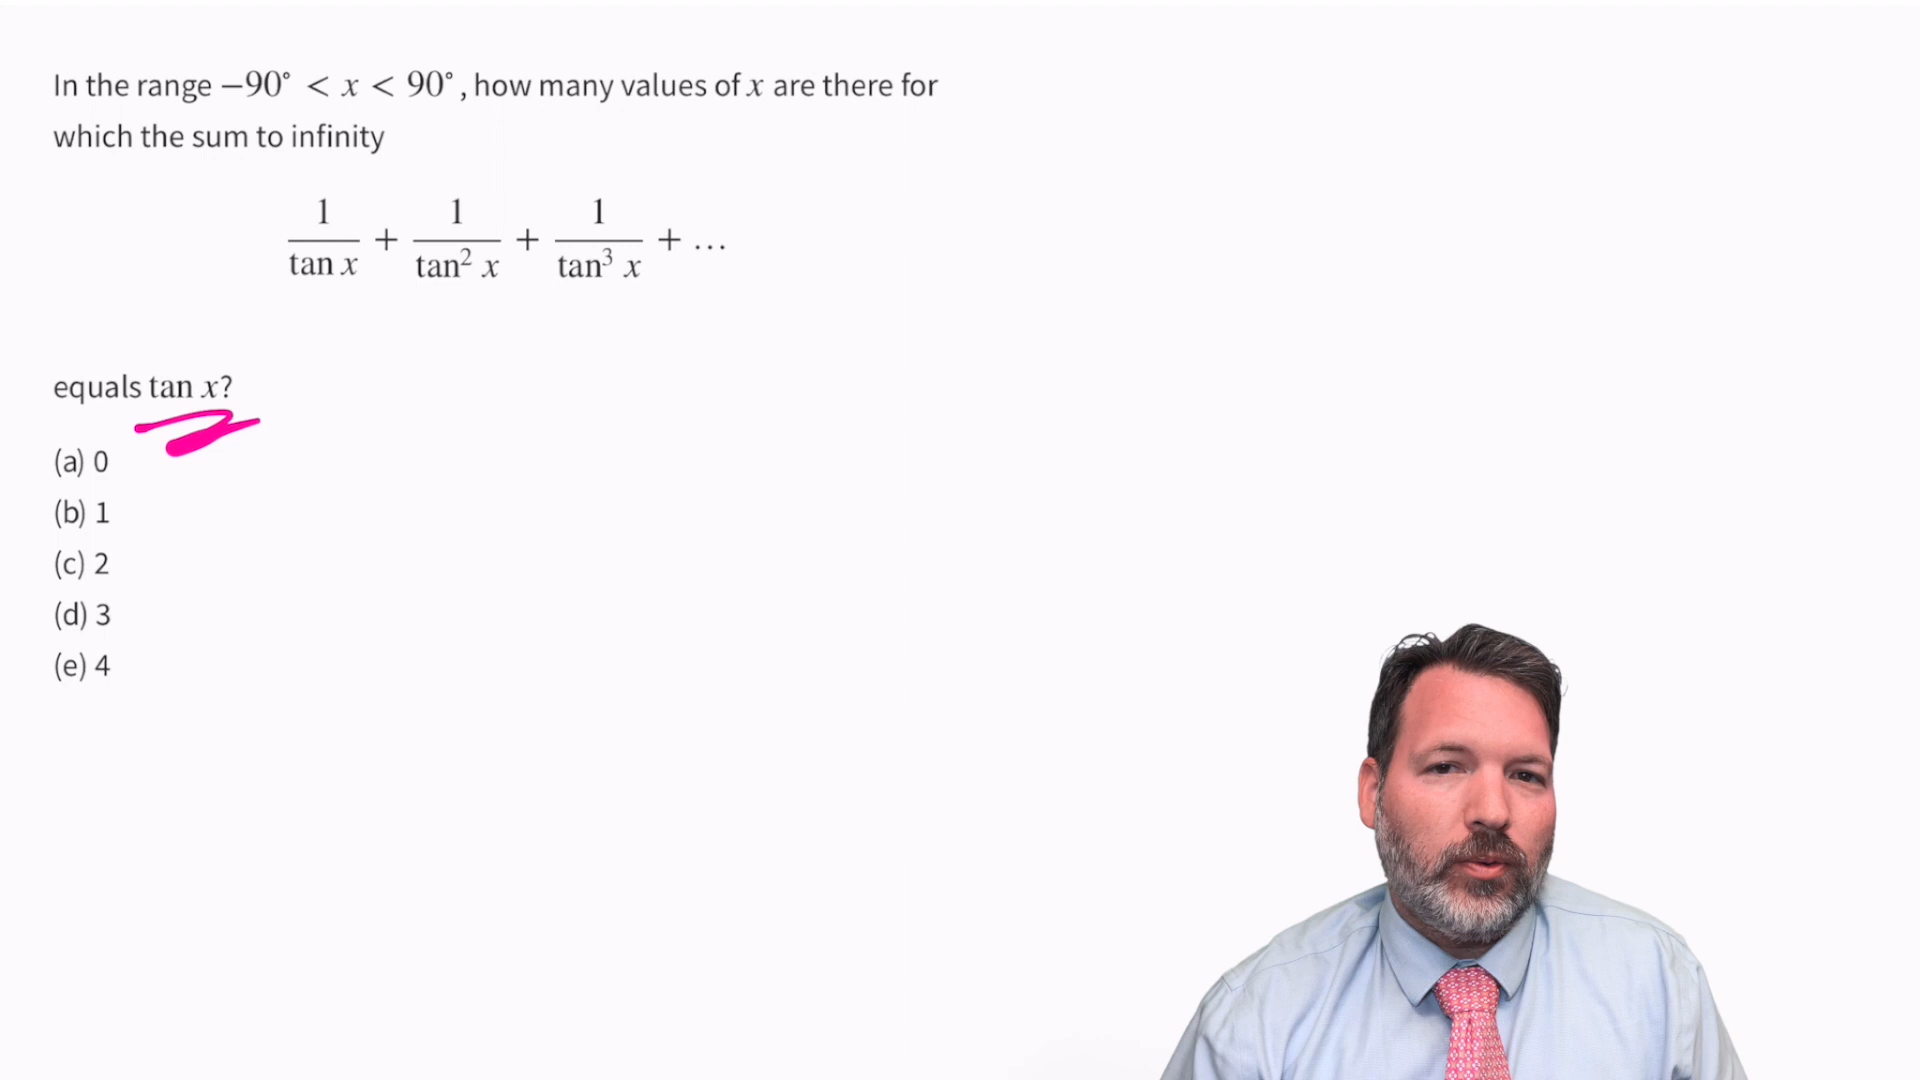 In the range −90° < x < 90°, how many values of x are there for
which the sum to infinity
1/tan x + 1/tan² x + 1/tan³ x + …
equals tan x?
(a) 0
(b) 1
(c) 2
(d) 3
(e) 4